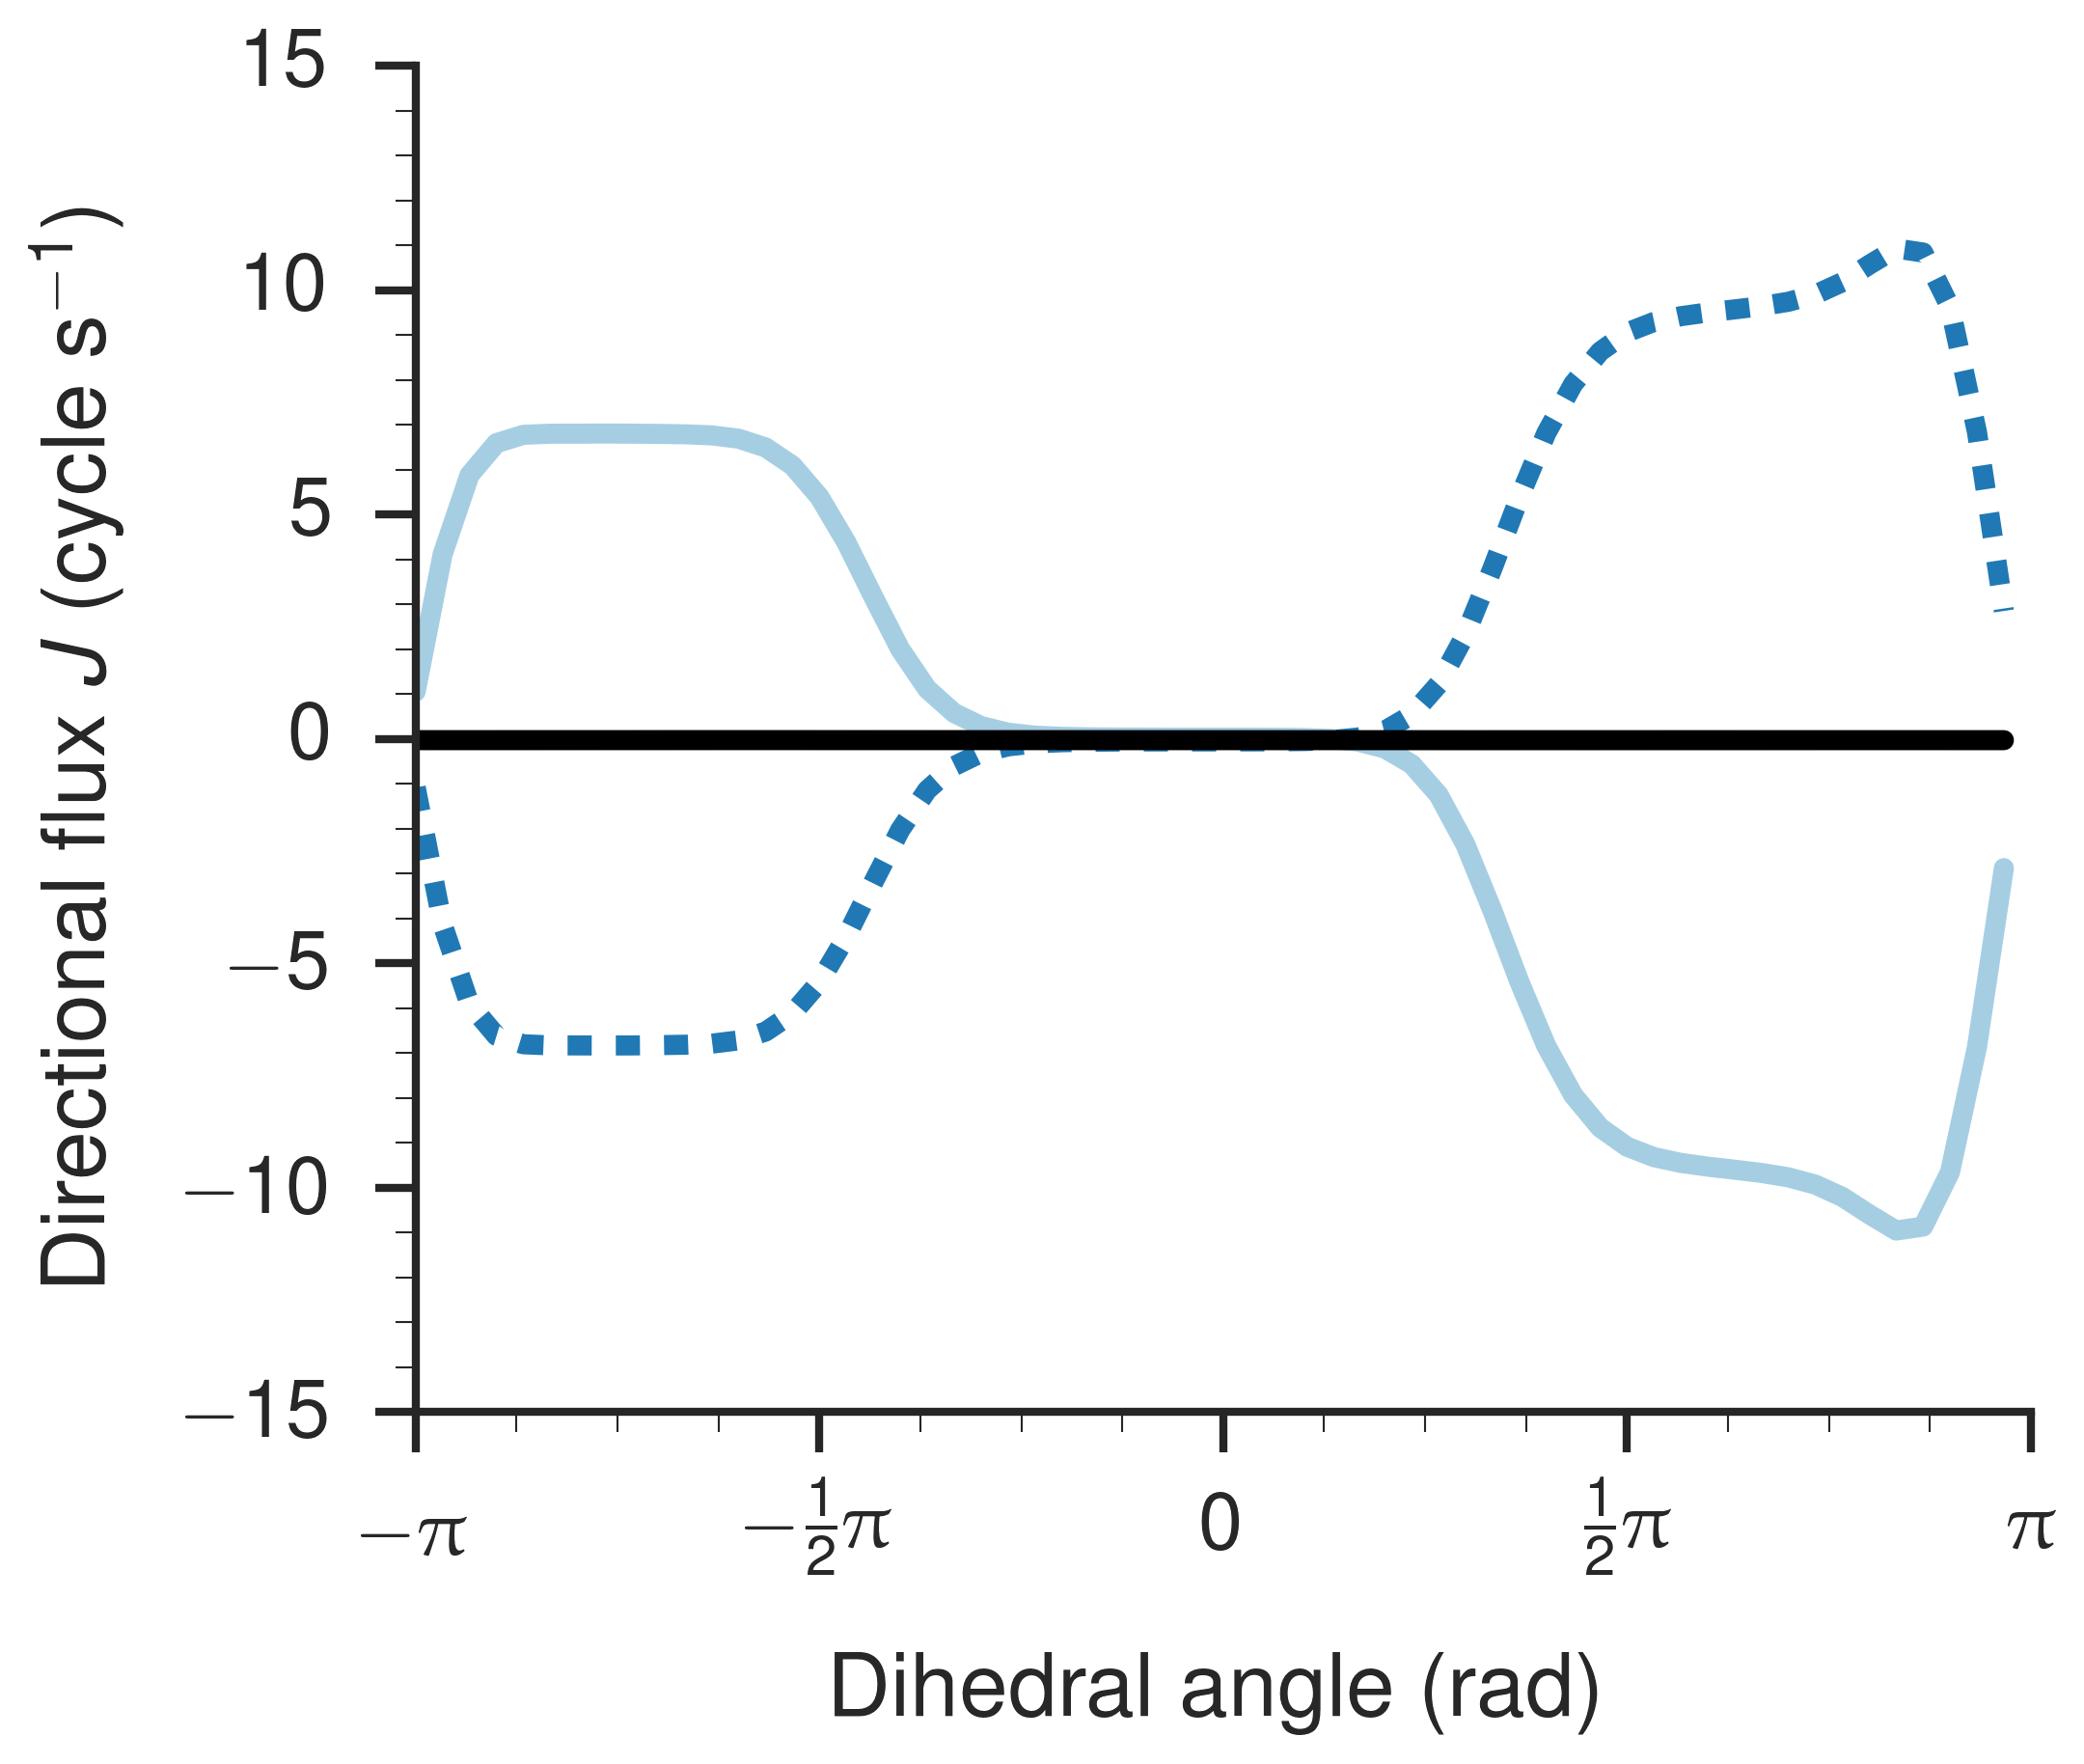 Directional flux J (cycle s⁻¹)
15
10
5
0
−5
−10
−15
−π
−½π
0
½π
π
Dihedral angle (rad)